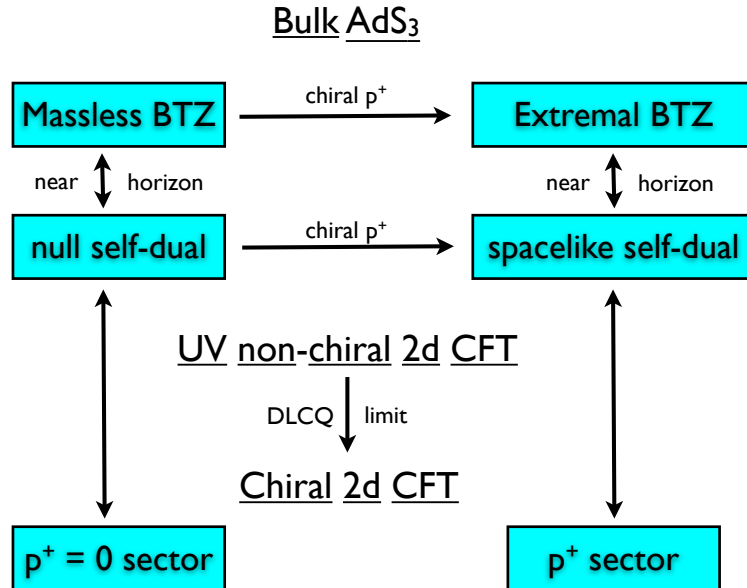 Bulk AdS₃
Massless BTZ
chiral p⁺
Extremal BTZ
near horizon
near horizon
null self-dual
chiral p⁺
spacelike self-dual
UV non-chiral 2d CFT
DLCQ limit
Chiral 2d CFT
p⁺ = 0 sector
p⁺ sector